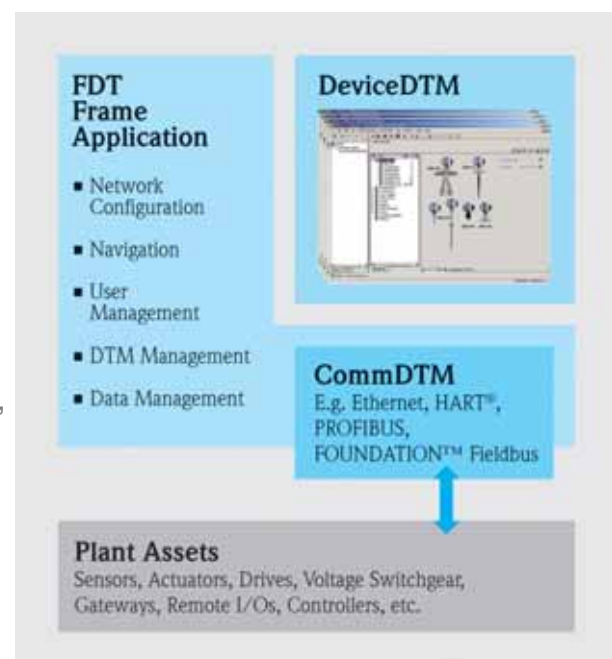 FDT
Frame
Application
■ Network
Configuration
■ Navigation
■ User
Management
■ DTM Management
■ Data Management
DeviceDTM
CommDTM
E.g. Ethernet, HART®,
PROFIBUS,
FOUNDATION™ Fieldbus
Plant Assets
Sensors, Actuators, Drives, Voltage Switchgear,
Gateways, Remote I/Os, Controllers, etc.